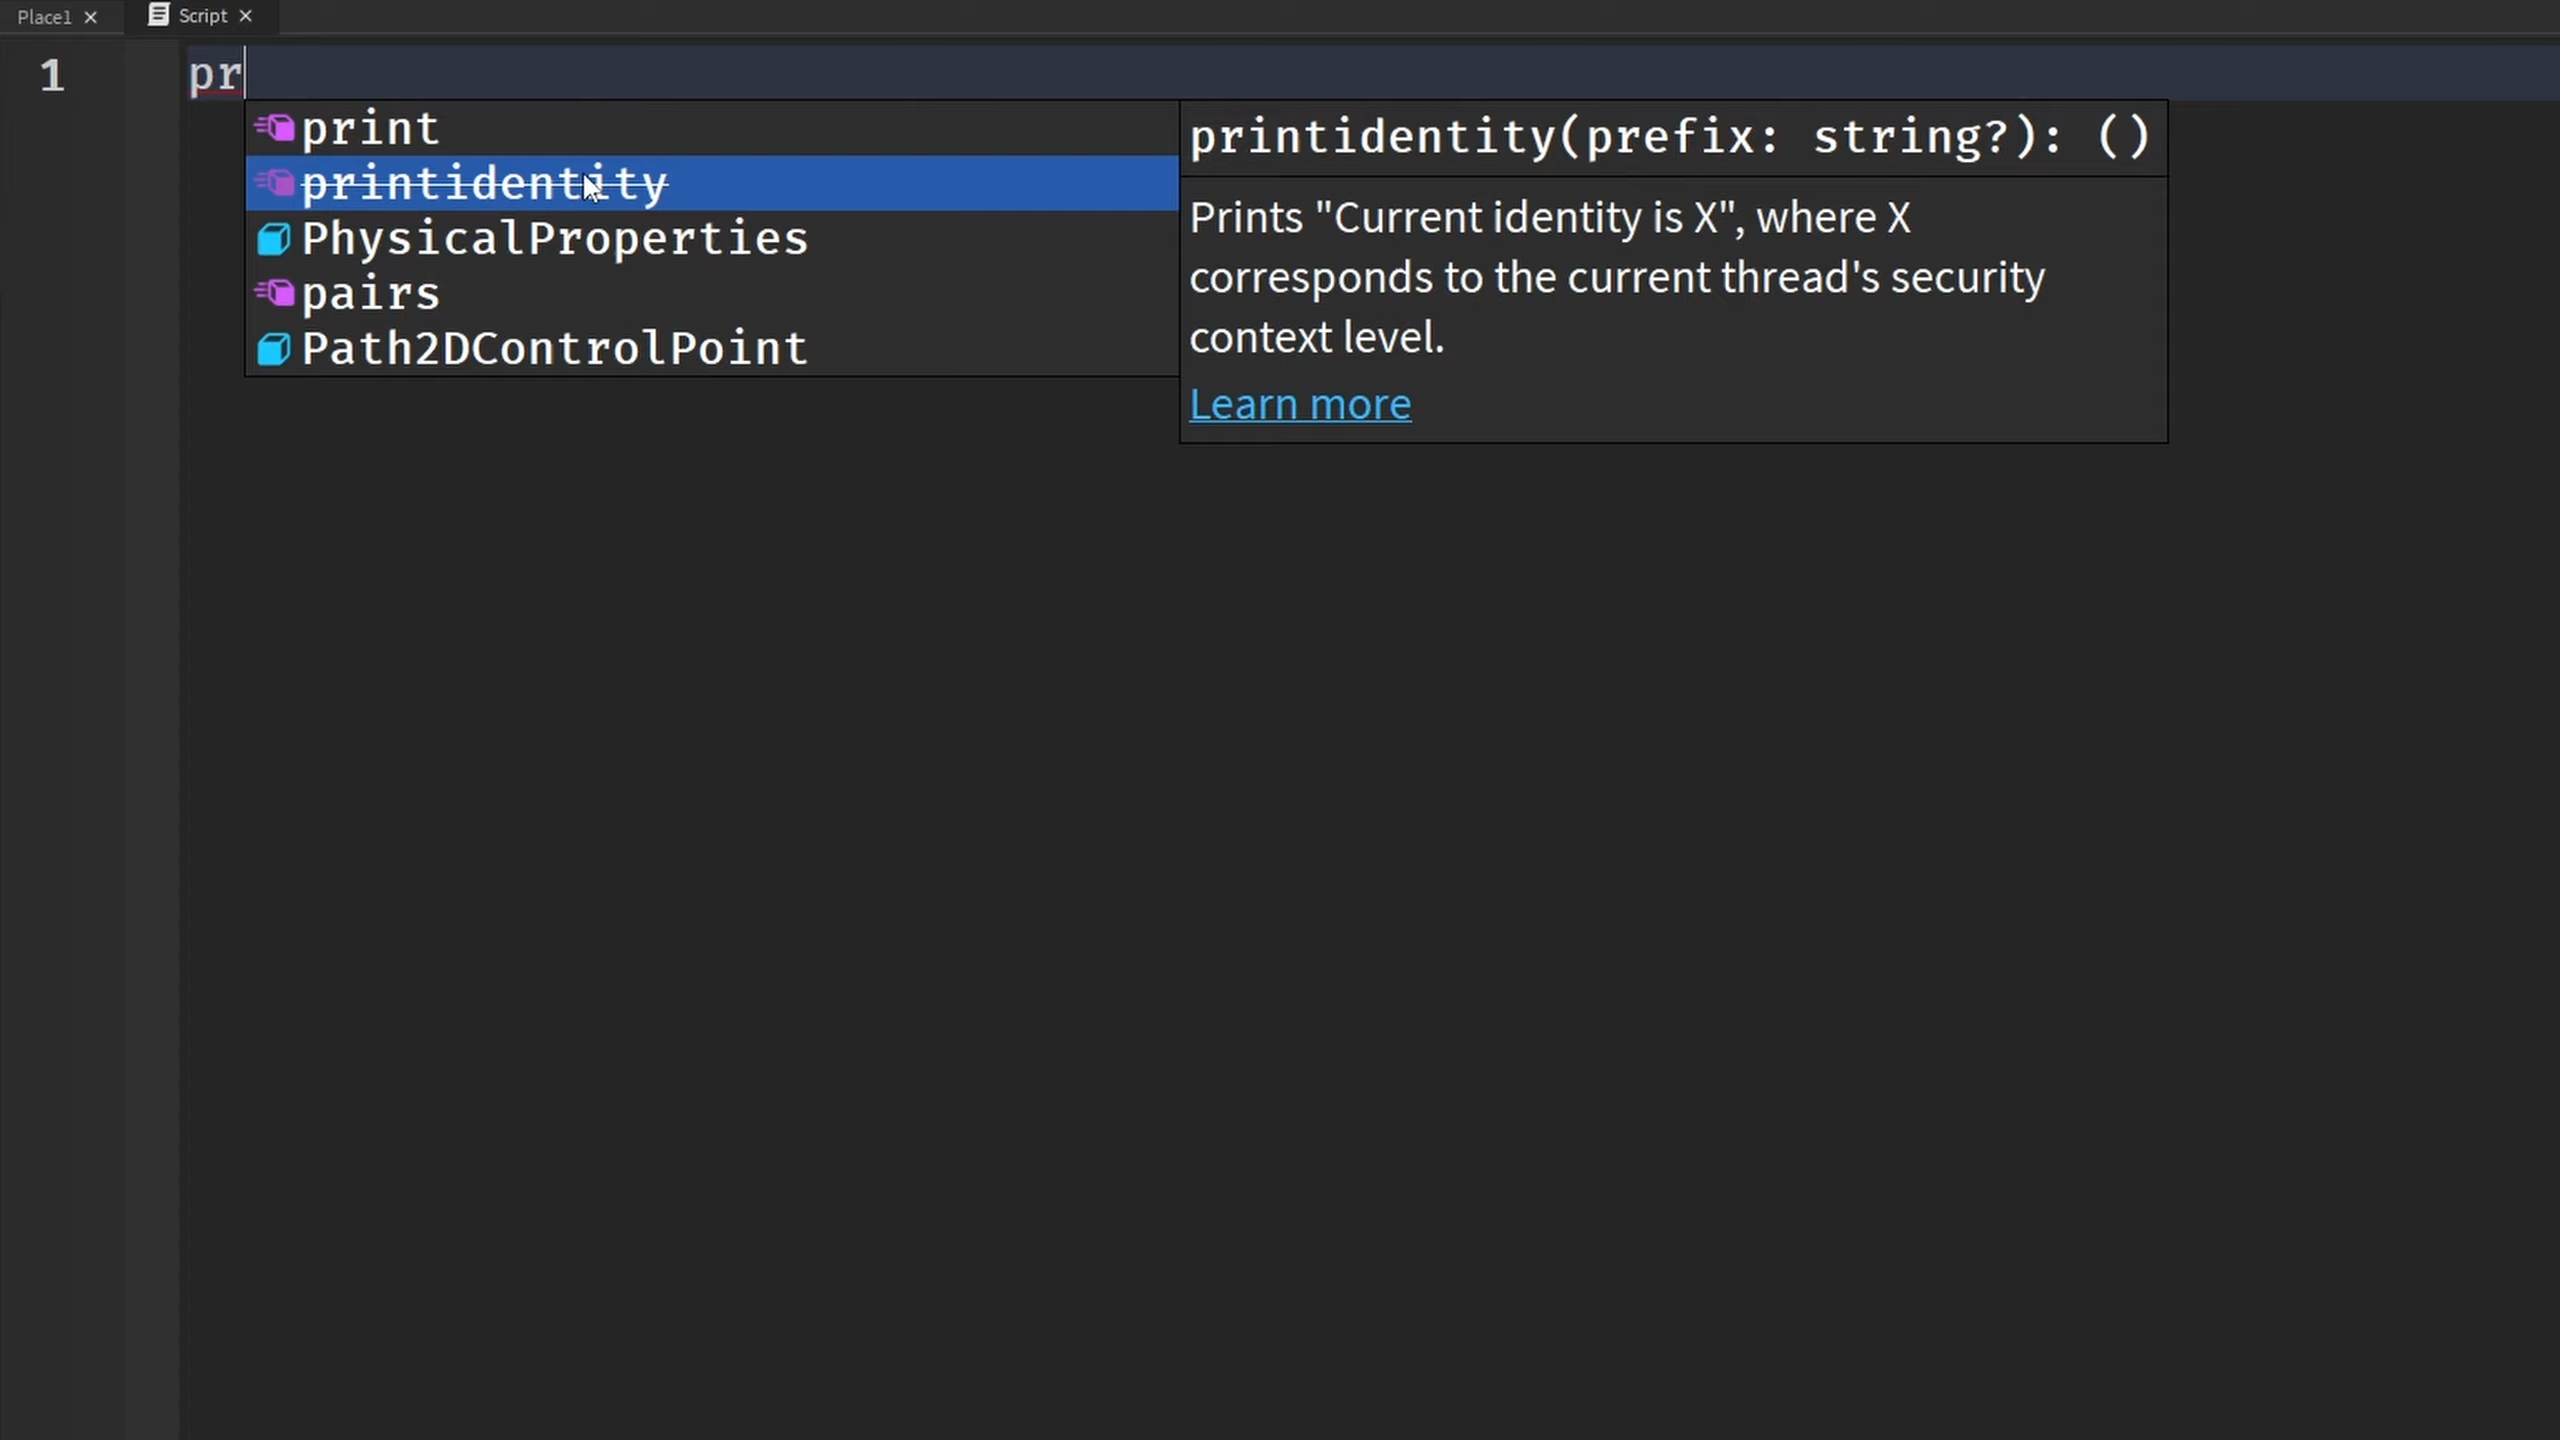 Place1
Script
1
pr
print
printidentity
PhysicalProperties
pairs
Path2DControlPoint
printidentity(prefix: string?): ()
Prints "Current identity is X", where X
corresponds to the current thread's security
context level.
Learn more